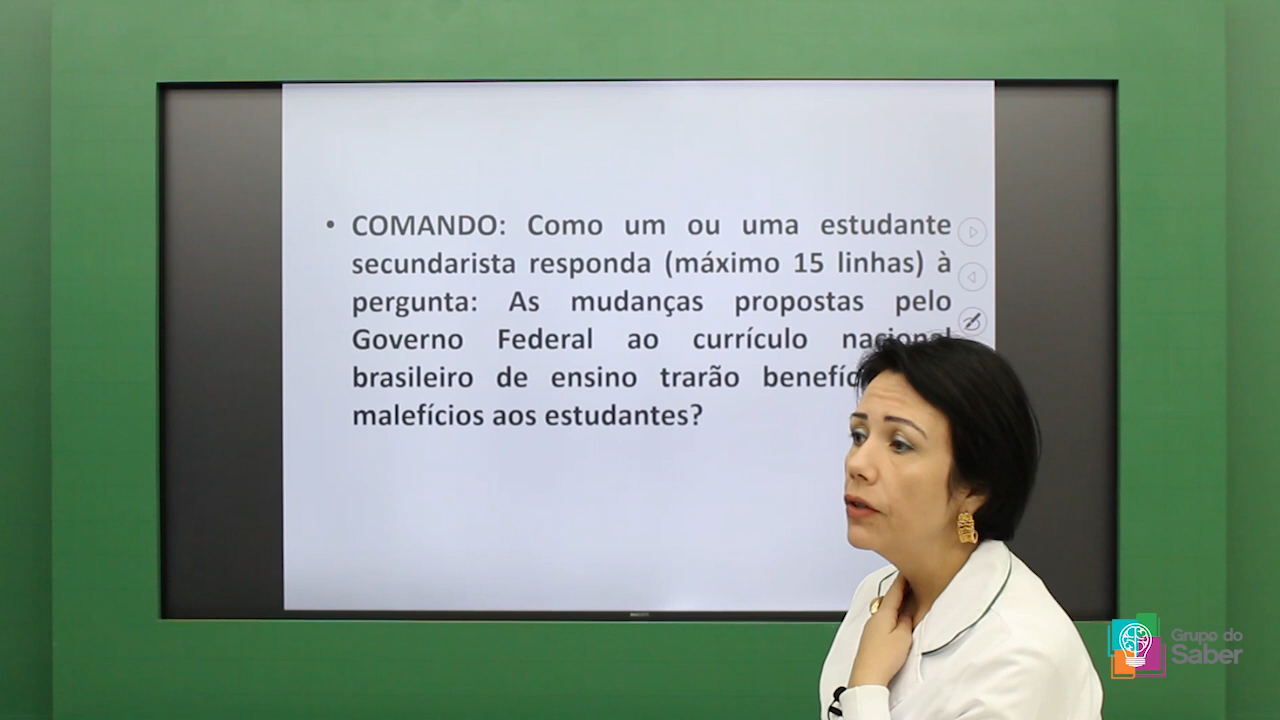 • COMANDO: Como um ou uma estudante
secundarista responda (máximo 15 linhas) à
pergunta: As mudanças propostas pelo
Governo Federal ao currículo nacional
brasileiro de ensino trarão
malefícios aos estudantes?
Grupo do
Saber